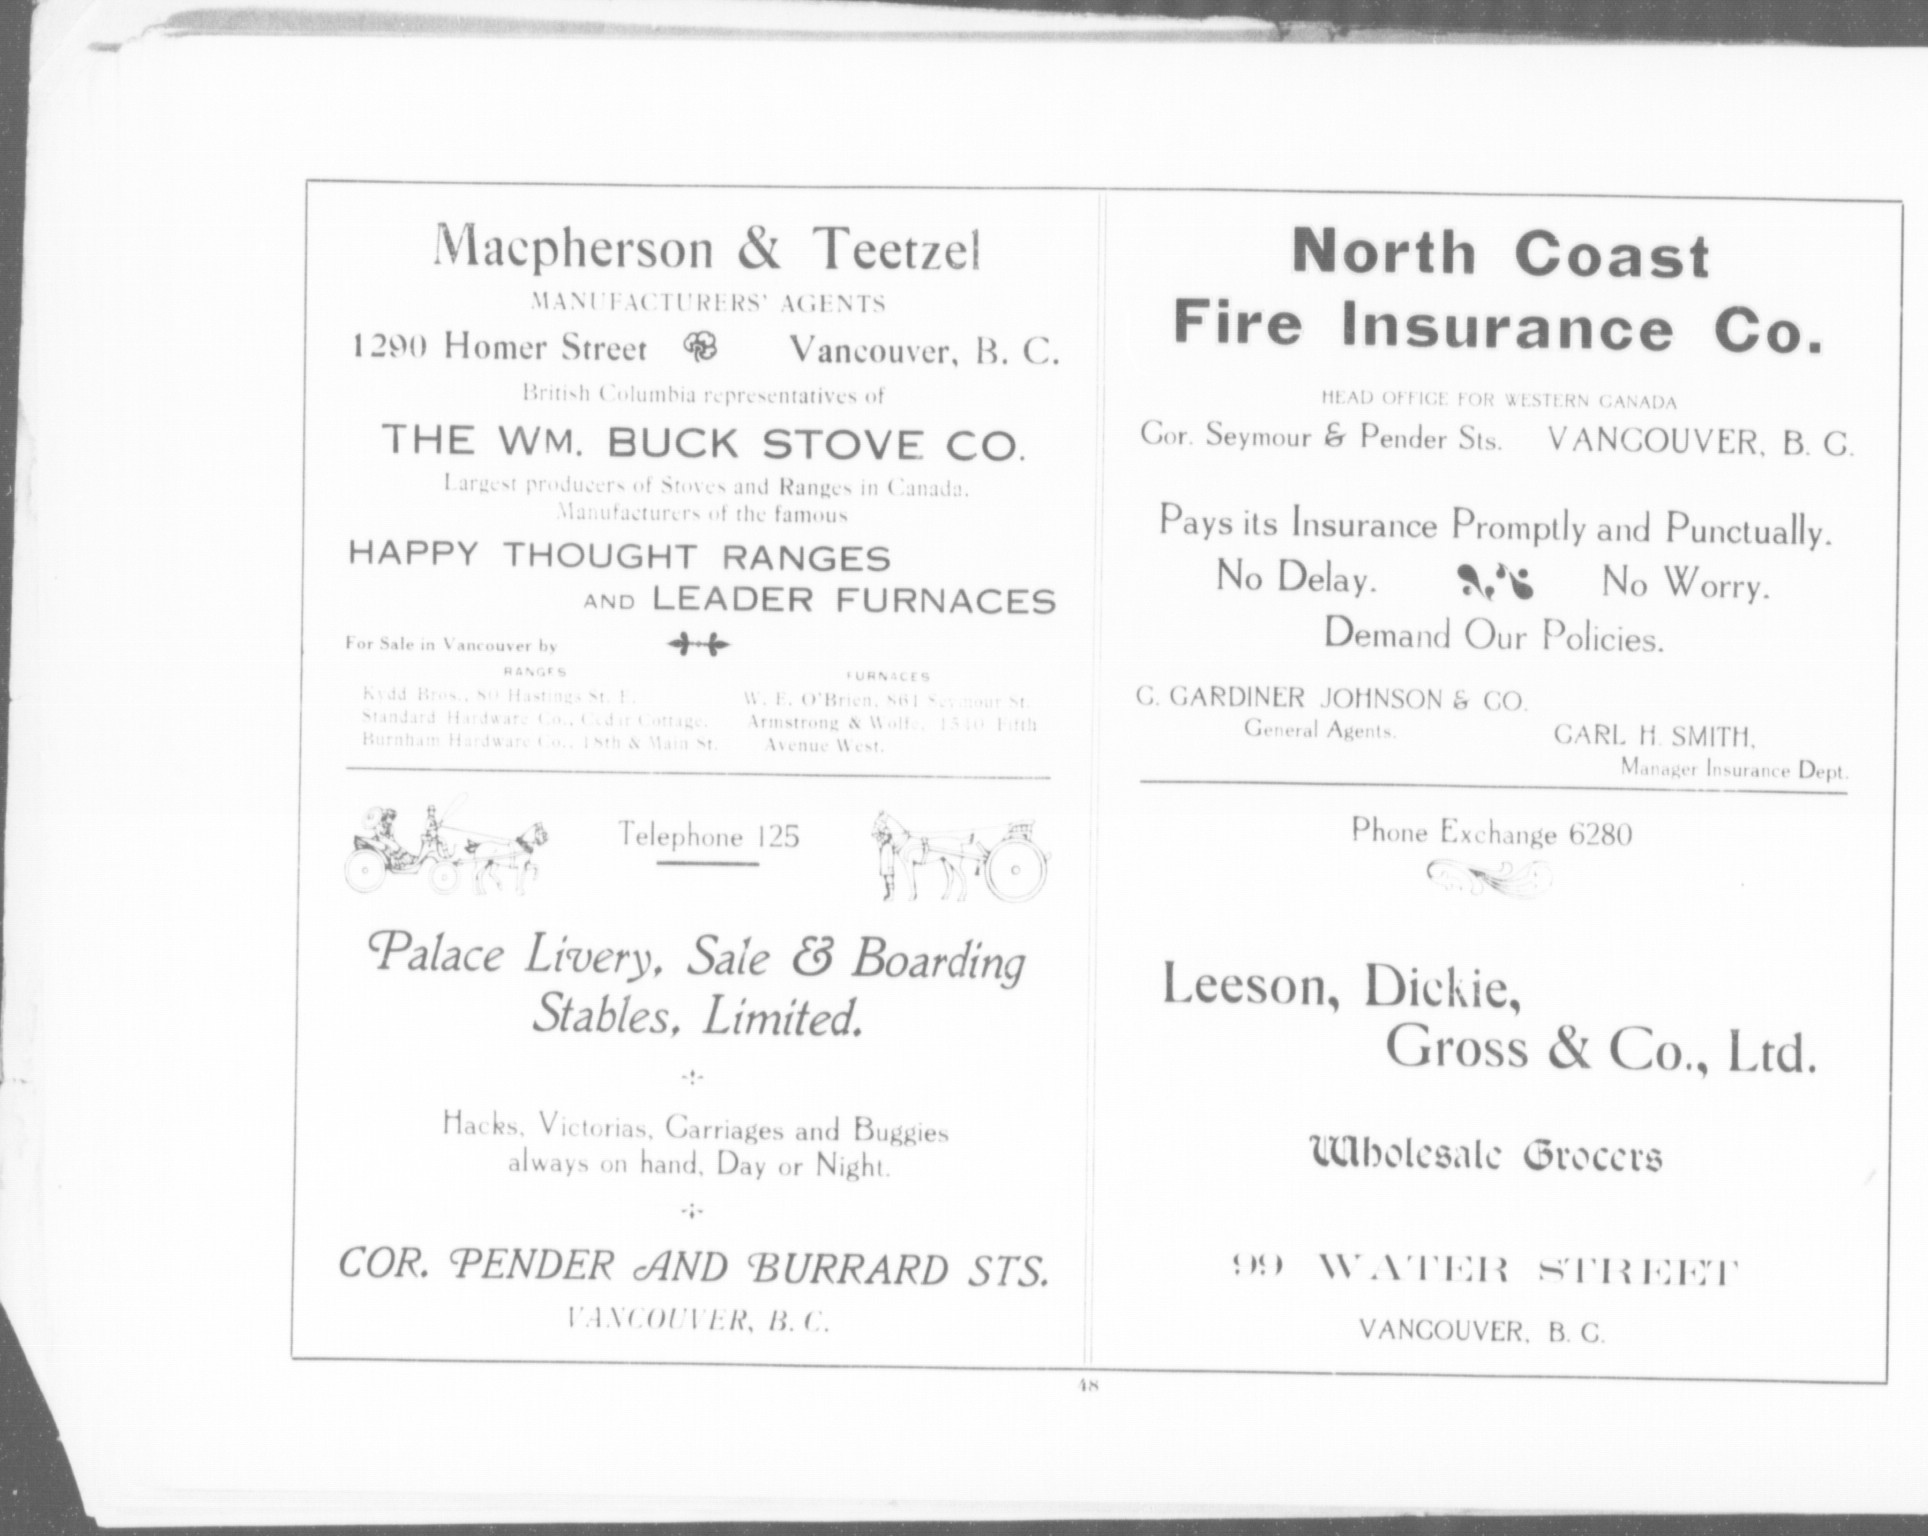 Macpherson & Teetzel
MANUFACTURERS' AGENTS
1290 Homer Street Vancouver, B. C.
British Columbia representatives of
THE WM. BUCK STOVE CO.
Largest producers of Stoves and Ranges in Canada.
Manufacturers of the famous
HAPPY THOUGHT RANGES
AND LEADER FURNACES
For Sale in Vancouver by
RANGES
Kydd Bros., 80 Hastings St. E.
Standard Hardware Co., Cedar Cottage.
Burnham Hardware Co., 18th & Main St.
FURNACES
W. E. O'Brien, 861 Seymour St.
Armstrong & Wolfe, 1540 Fifth
Avenue West.
Telephone 125
Palace Livery, Sale & Boarding
Stables, Limited.
Hacks, Victorias, Carriages and Buggies
always on hand, Day or Night.
COR. PENDER AND BURRARD STS.
VANCOUVER, B. C.
North Coast
Fire Insurance Co.
HEAD OFFICE FOR WESTERN CANADA
Cor. Seymour & Pender Sts. VANCOUVER, B. C.
Pays its Insurance Promptly and Punctually.
No Delay. No Worry.
Demand Our Policies.
C. GARDINER JOHNSON & CO.
General Agents.
CARL H. SMITH,
Manager Insurance Dept.
Phone Exchange 6280
Leeson, Dickie,
Gross & Co., Ltd.
Wholesale Grocers
99 WATER STREET
VANCOUVER, B. C.
48